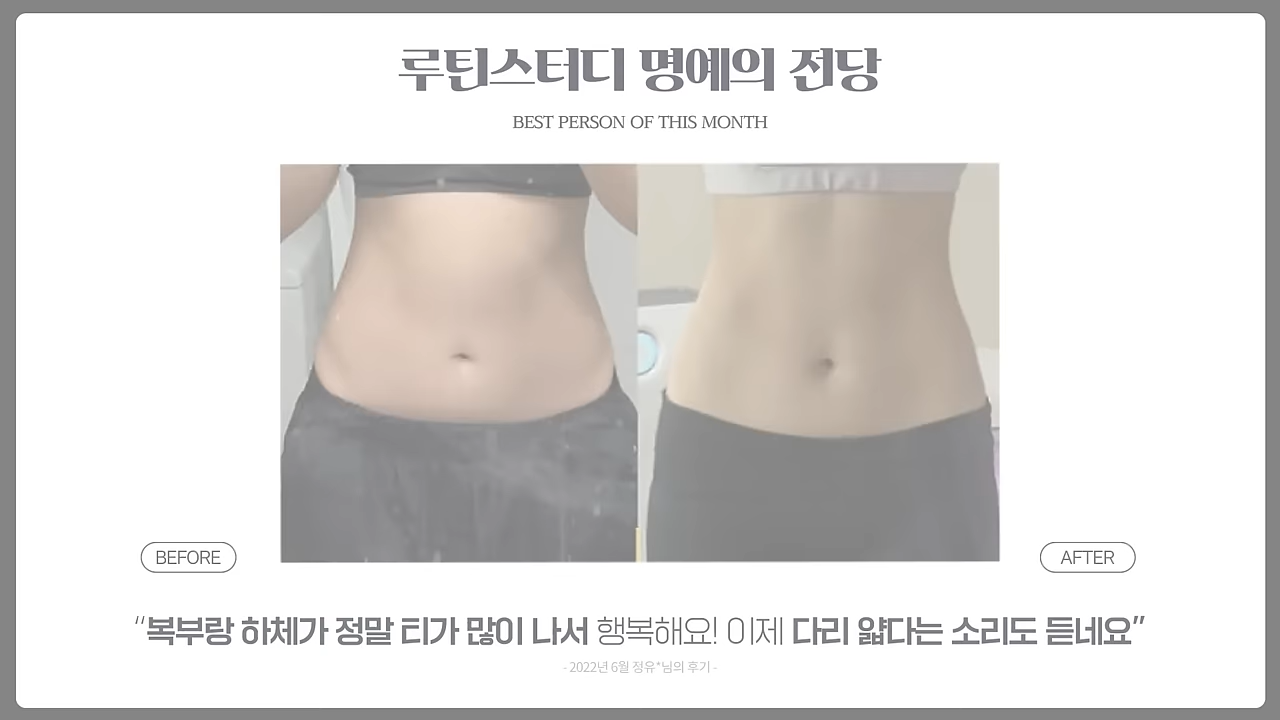 루틴스터디 명예의 전당
BEST PERSON OF THIS MONTH
BEFORE
AFTER
“복부랑 하체가 정말 티가 많이 나서 행복해요! 이제 다리 얇다는 소리도 듣네요”
- 2022년 6월 정유*님의 후기 -